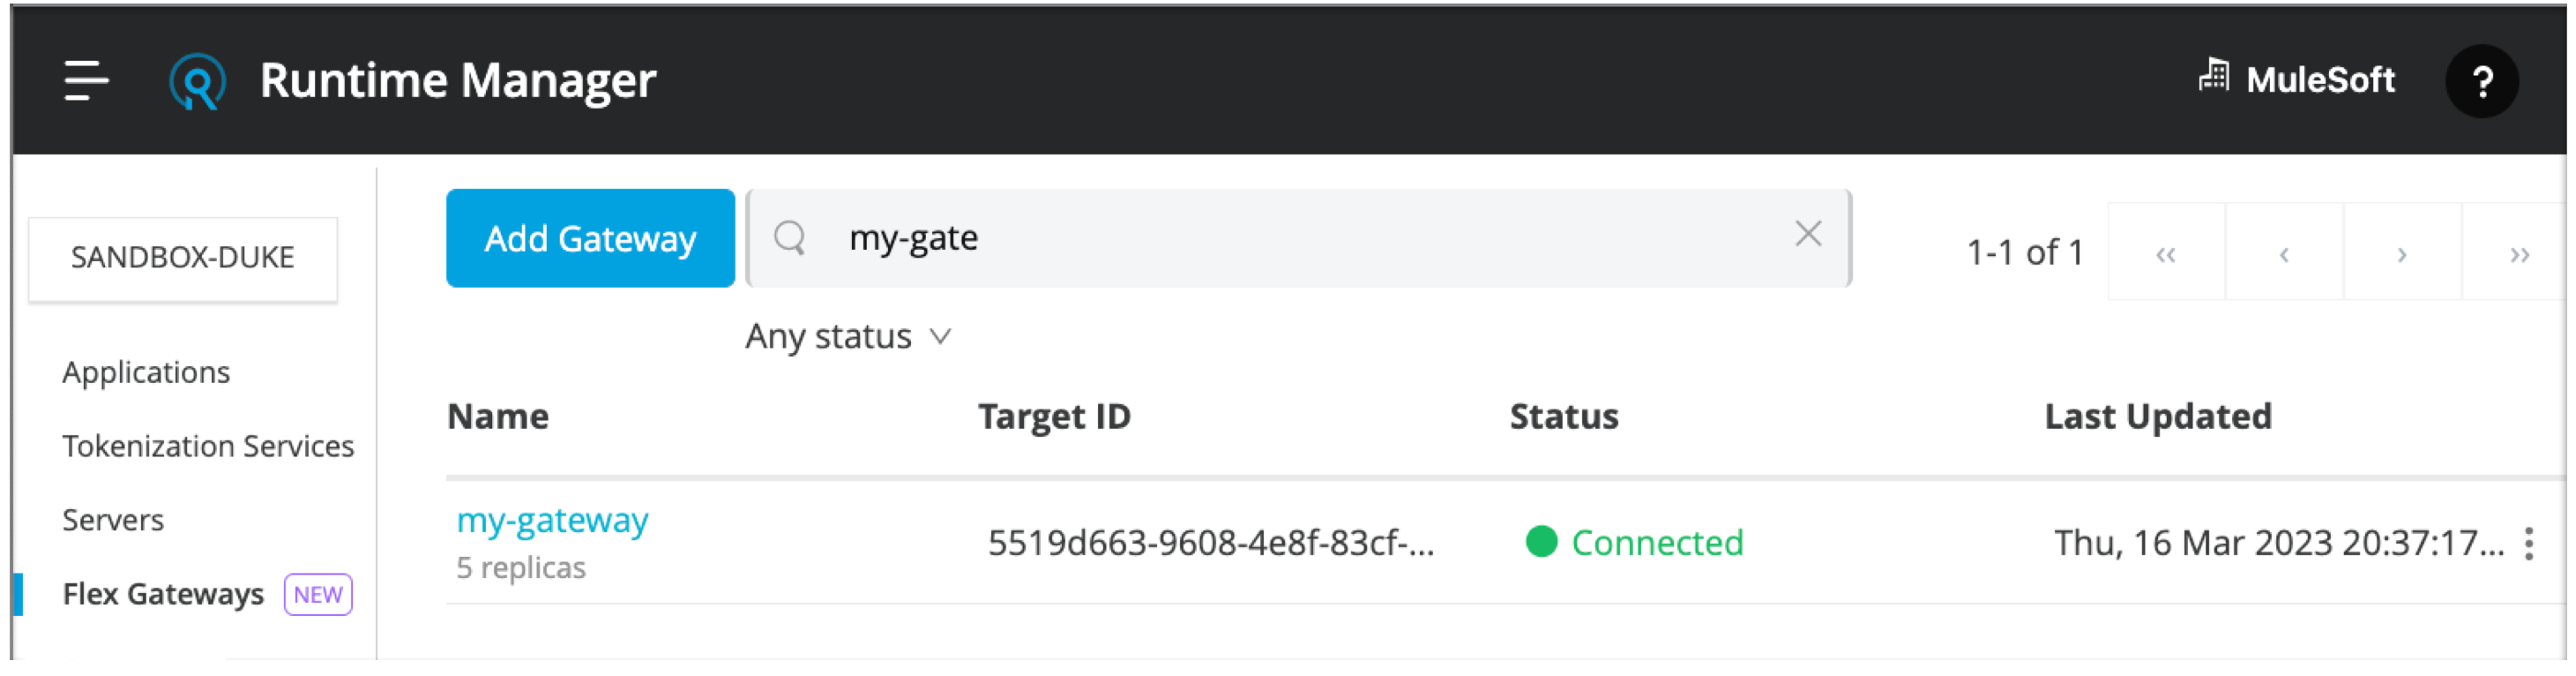 Runtime Manager
MuleSoft
?
SANDBOX-DUKE
Applications
Tokenization Services
Servers
Flex Gateways NEW
Add Gateway
my-gate
1-1 of 1
Any status
Name Target ID Status Last Updated
my-gateway
5 replicas
5519d663-9608-4e8f-83cf-...
Connected
Thu, 16 Mar 2023 20:37:17...